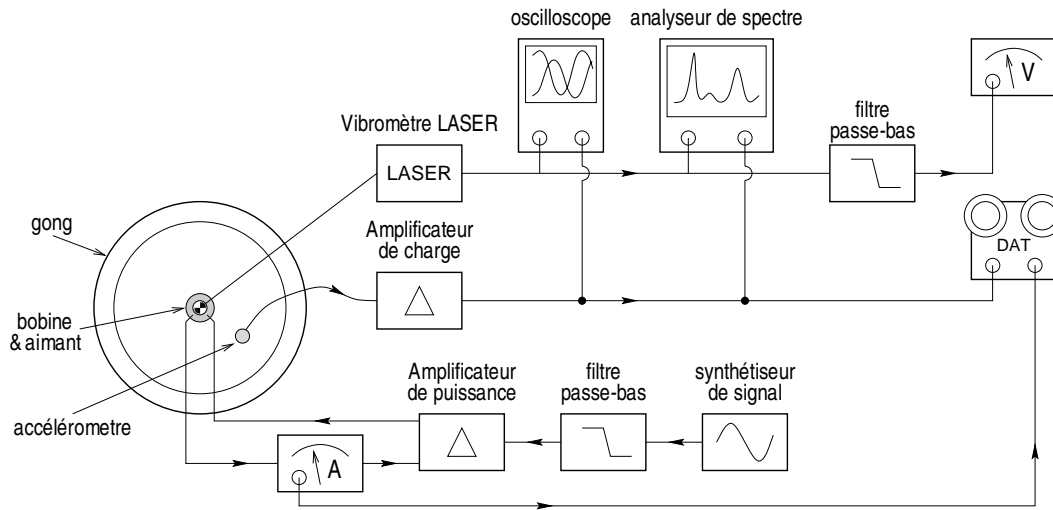 oscilloscope
analyseur de spectre
V
filtre
passe-bas
Vibromètre LASER
LASER
gong
Amplificateur
de charge
DAT
bobine
& aimant
accélérometre
Amplificateur
de puissance
filtre
passe-bas
synthétiseur
de signal
A